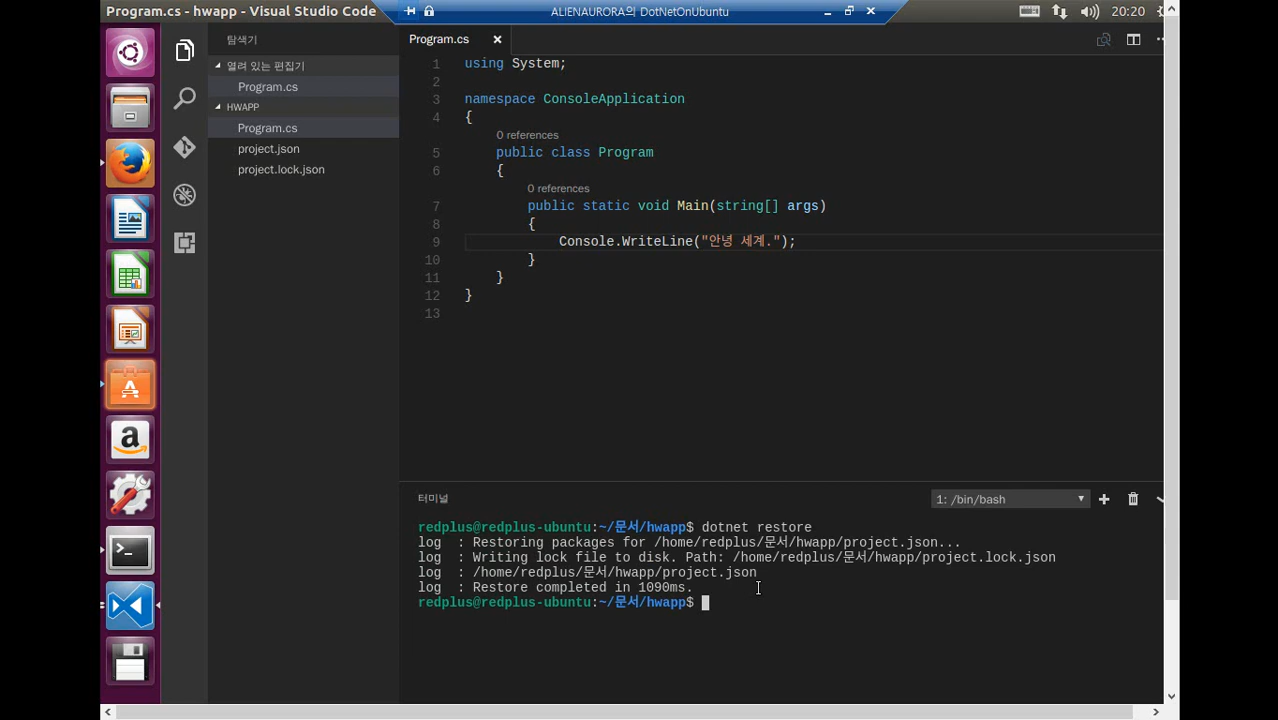 Program.cs - hwapp - Visual Studio Code
ALIENAURORA의 DotNetOnUbuntu
20:20
탐색기
열려 있는 편집기
Program.cs
HWAPP
Program.cs
project.json
project.lock.json
Program.cs
1 using System;
2
3 namespace ConsoleApplication
4 {
0 references
5 public class Program
6 {
0 references
7 public static void Main(string[] args)
8 {
9 Console.WriteLine("안녕 세계.");
10 }
11 }
12 }
13
터미널
1: /bin/bash
redplus@redplus-ubuntu:~/문서/hwapp$ dotnet restore
log : Restoring packages for /home/redplus/문서/hwapp/project.json...
log : Writing lock file to disk. Path: /home/redplus/문서/hwapp/project.lock.json
log : /home/redplus/문서/hwapp/project.json
log : Restore completed in 1090ms.
redplus@redplus-ubuntu:~/문서/hwapp$